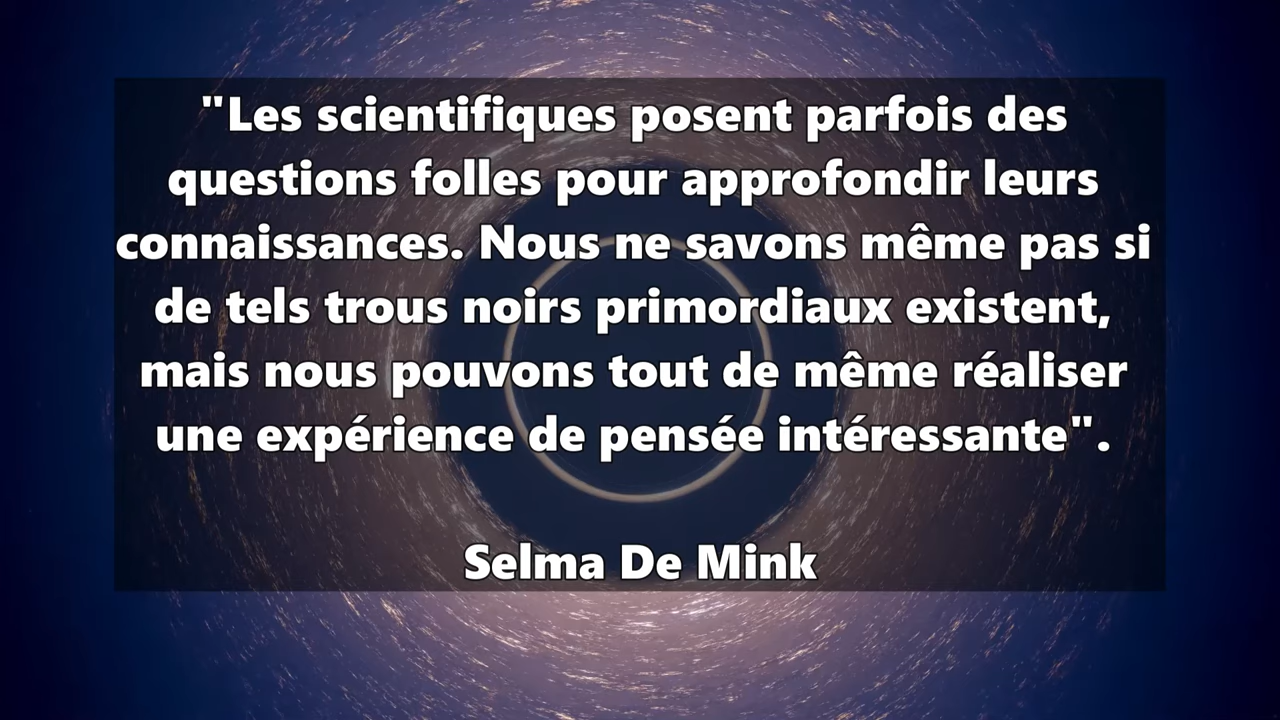 "Les scientifiques posent parfois des
questions folles pour approfondir leurs
connaissances. Nous ne savons même pas si
de tels trous noirs primordiaux existent,
mais nous pouvons tout de même réaliser
une expérience de pensée intéressante".
Selma De Mink